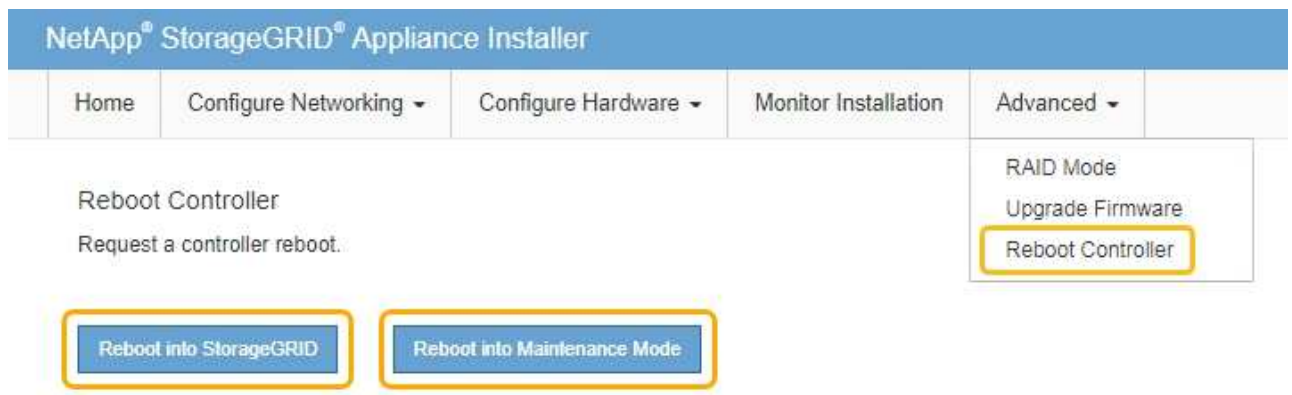 NetApp® StorageGRID® Appliance Installer
Home Configure Networking Configure Hardware Monitor Installation Advanced
RAID Mode
Upgrade Firmware
Reboot Controller
Reboot Controller
Request a controller reboot.
Reboot into StorageGRID Reboot into Maintenance Mode